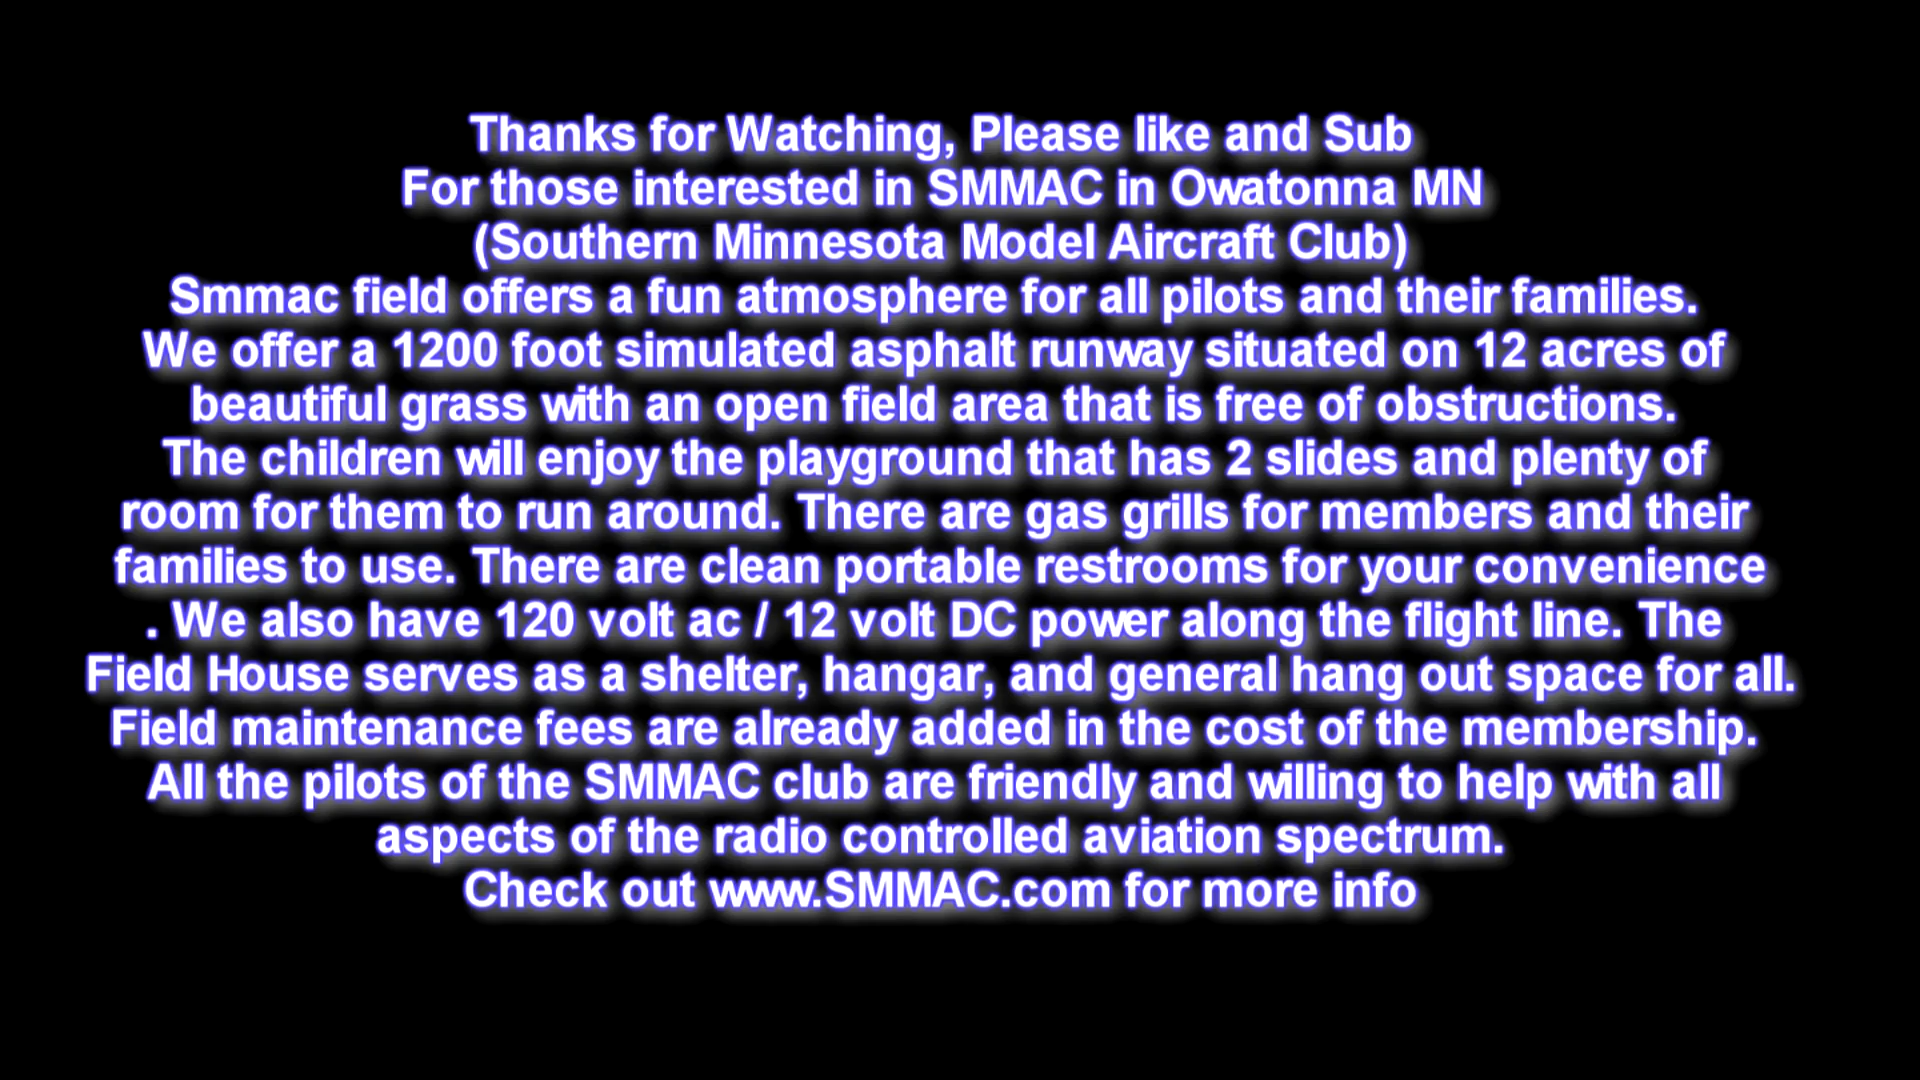 Thanks for Watching, Please like and Sub
For those interested in SMMAC in Owatonna MN
(Southern Minnesota Model Aircraft Club)
Smmac field offers a fun atmosphere for all pilots and their families.
We offer a 1200 foot simulated asphalt runway situated on 12 acres of
beautiful grass with an open field area that is free of obstructions.
The children will enjoy the playground that has 2 slides and plenty of
room for them to run around. There are gas grills for members and their
families to use. There are clean portable restrooms for your convenience
. We also have 120 volt ac / 12 volt DC power along the flight line. The
Field House serves as a shelter, hangar, and general hang out space for all.
Field maintenance fees are already added in the cost of the membership.
All the pilots of the SMMAC club are friendly and willing to help with all
aspects of the radio controlled aviation spectrum.
Check out www.SMMAC.com for more info